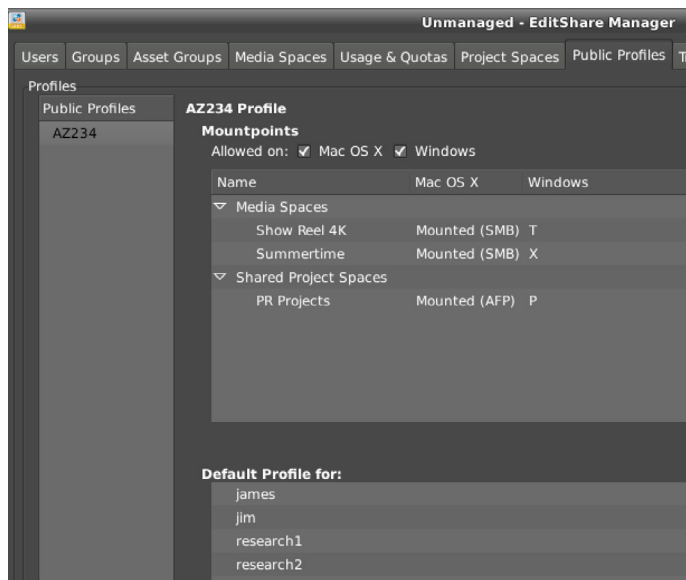 Unmanaged - EditShare Manager
Users Groups Asset Groups Media Spaces Usage & Quotas Project Spaces Public Profiles
Profiles
Public Profiles
AZ234
AZ234 Profile
Mountpoints
Allowed on: Mac OS X Windows
Name Mac OS X Windows
Media Spaces
Show Reel 4K Mounted (SMB) T
Summertime Mounted (SMB) X
Shared Project Spaces
PR Projects Mounted (AFP) P
Default Profile for:
james
jim
research1
research2